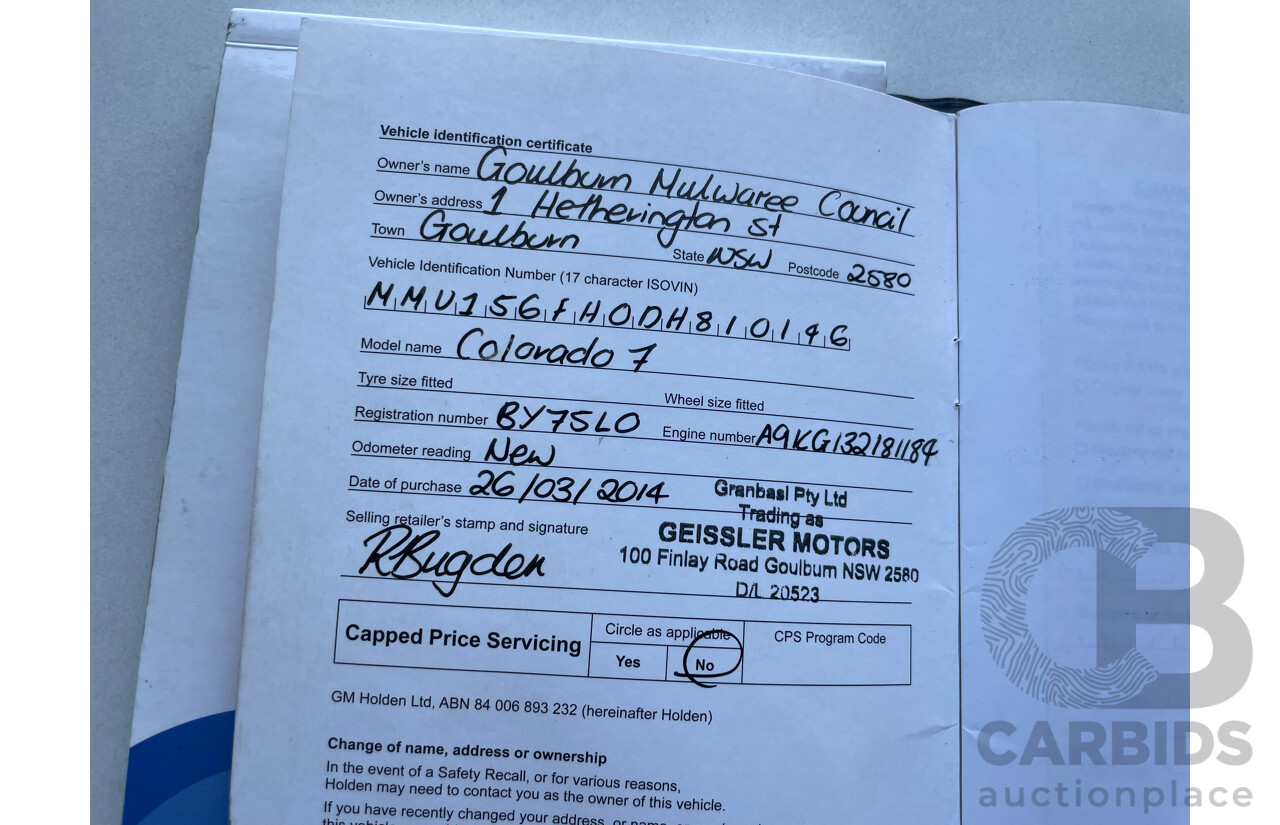 Vehicle identification certificate
Owner's name Goulburn Mulwaree Council
Owner's address 1 Hetherington St
Town Goulburn State NSW Postcode 2580
Vehicle Identification Number (17 character ISOVIN)
MMU156fH0DH810146
Model name Colorado 7
Tyre size fitted Wheel size fitted
Registration number BY75LO Engine number A9KG132181184
Odometer reading New
Date of purchase 26/03/2014
Granbasl Pty Ltd
Trading as
Selling retailer's stamp and signature
GEISSLER MOTORS
RBugden
100 Finlay Road Goulburn NSW 2580
D/L 20523
Capped Price Servicing Circle as applicable CPS Program Code
Yes No
GM Holden Ltd, ABN 84 006 893 232 (hereinafter Holden)
Change of name, address or ownership
In the event of a Safety Recall, or for various reasons,
Holden may need to contact you as the owner of this vehicle.
If you have recently changed your address, or name,
this vehicle
CARBIDS
auctionplace